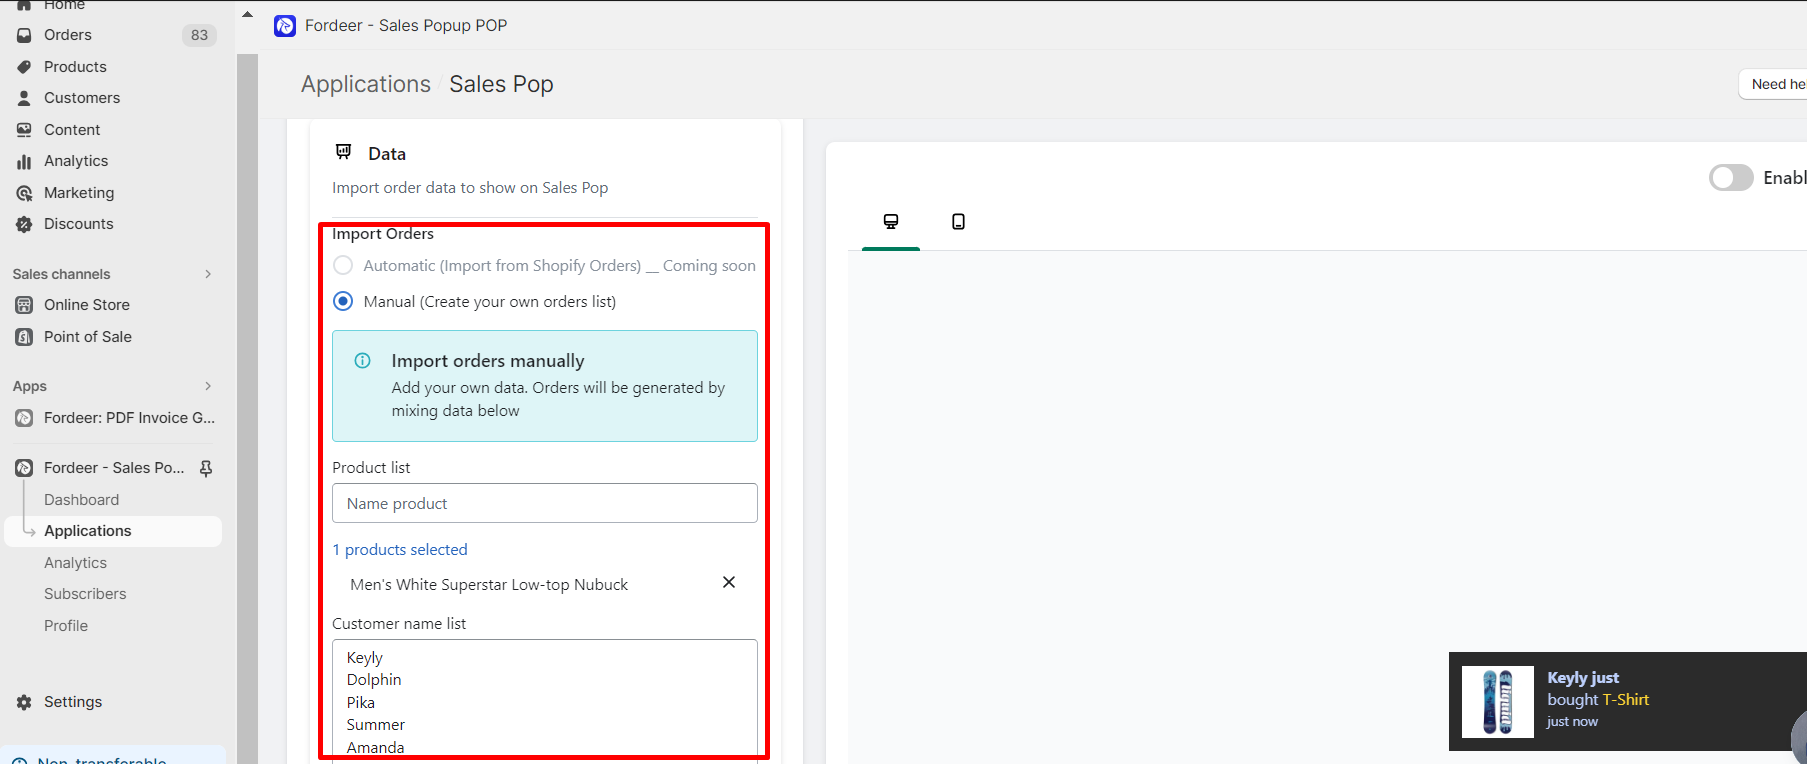 Home
Orders 83
Products
Customers
Content
Analytics
Marketing
Discounts
Sales channels
Online Store
Point of Sale
Apps
Fordeer: PDF Invoice G...
Fordeer - Sales Po...
Dashboard
Applications
Analytics
Subscribers
Profile
Settings
Non-transferable
Fordeer - Sales Popup POP
Applications / Sales Pop
Need hel
Data
Import order data to show on Sales Pop
Import Orders
Automatic (Import from Shopify Orders) __ Coming soon
Manual (Create your own orders list)
Import orders manually
Add your own data. Orders will be generated by
mixing data below
Product list
Name product
1 products selected
Men's White Superstar Low-top Nubuck
Customer name list
Keyly
Dolphin
Pika
Summer
Amanda
Enabl
Keyly just
bought T-Shirt
just now